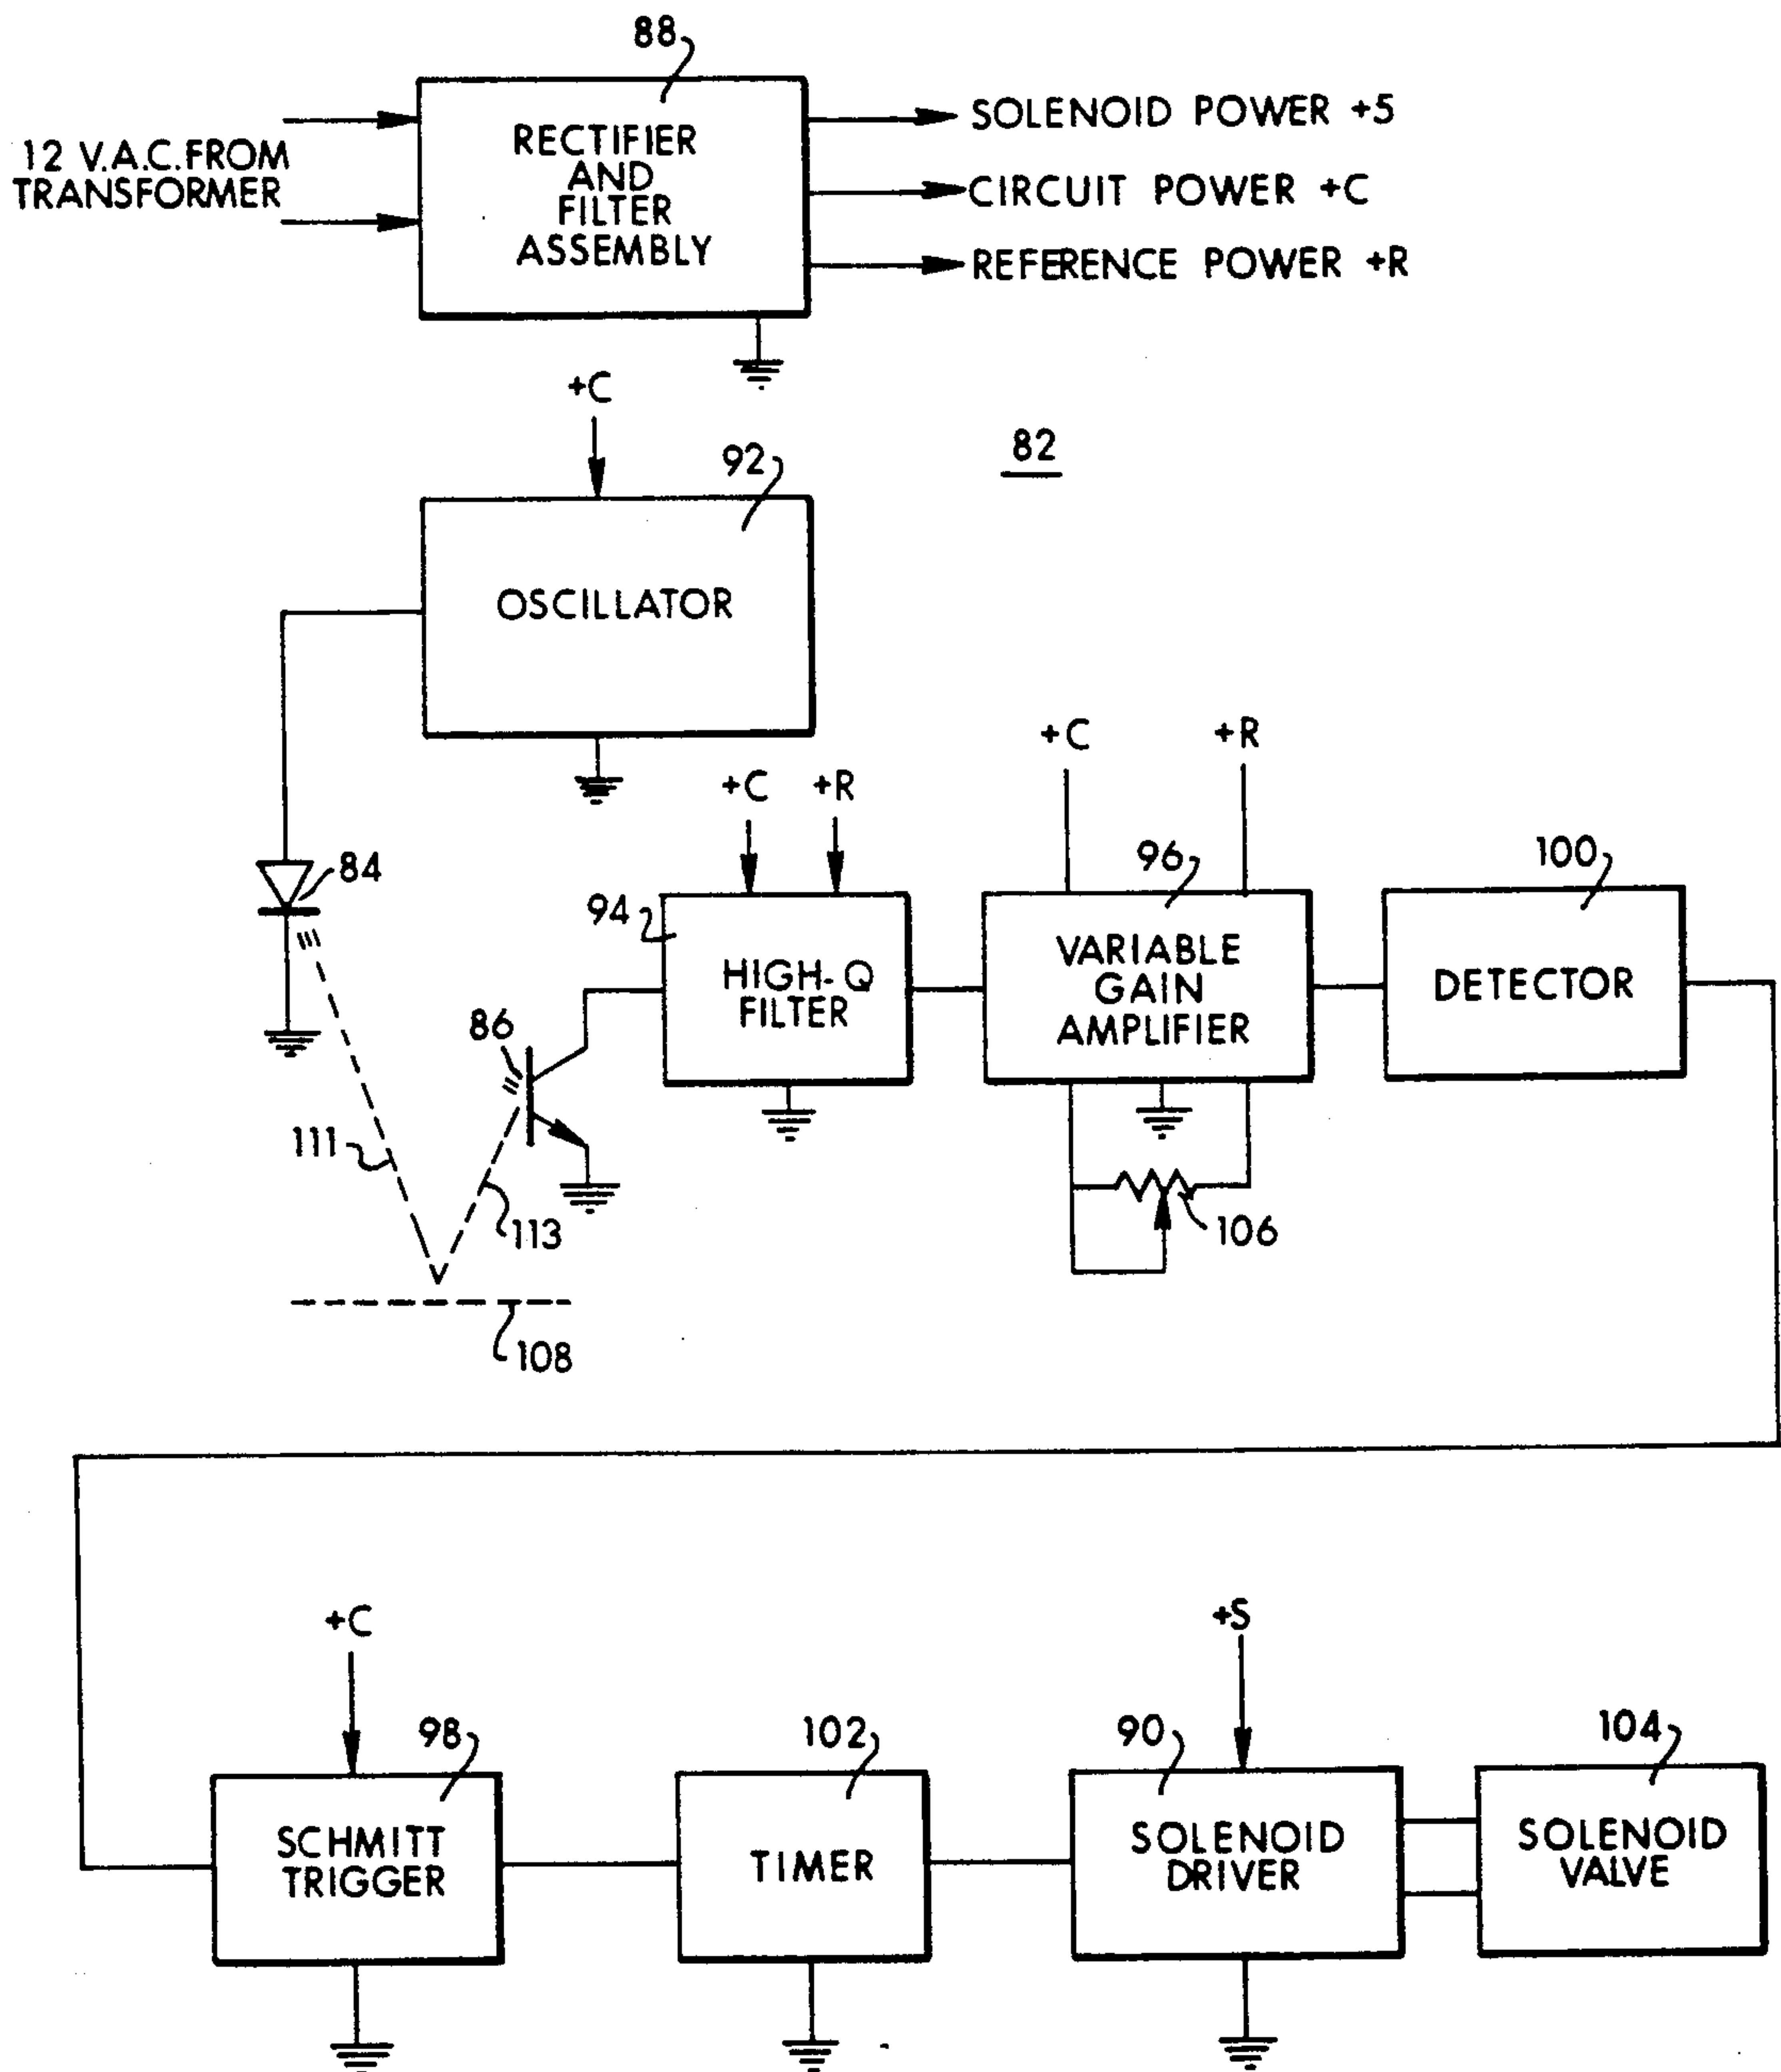 88
12 V.A.C. FROM
TRANSFORMER
RECTIFIER
AND
FILTER
ASSEMBLY
SOLENOID POWER +5
CIRCUIT POWER +C
REFERENCE POWER +R
+C
82
92
OSCILLATOR
84
+C
+R
94
HIGH-Q
FILTER
+C
+R
96
VARIABLE
GAIN
AMPLIFIER
100
DETECTOR
86
111
113
106
108
+C
98
SCHMITT
TRIGGER
102
TIMER
+S
90
SOLENOID
DRIVER
104
SOLENOID
VALVE